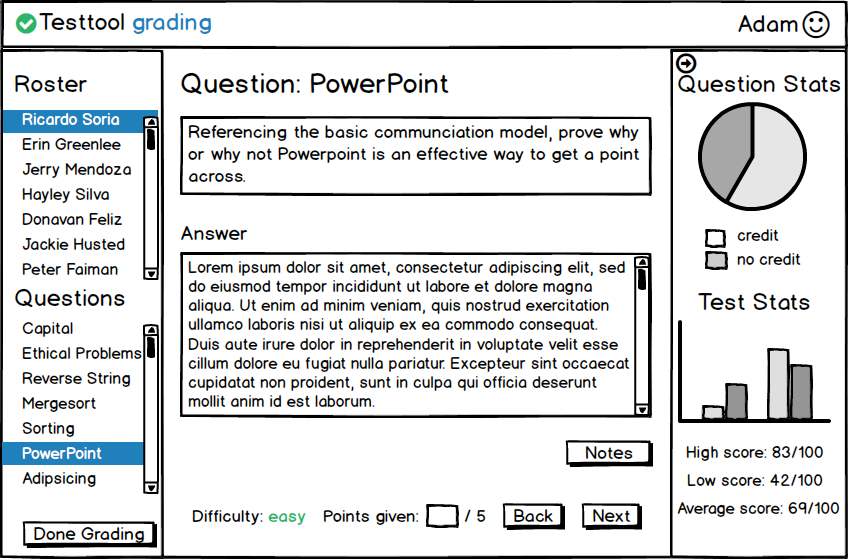 Testtool grading
Adam
Roster
Ricardo Soria
Erin Greenlee
Jerry Mendoza
Hayley Silva
Donavan Feliz
Jackie Husted
Peter Faiman
Questions
Capital
Ethical Problems
Reverse String
Mergesort
Sorting
PowerPoint
Adipsicing
Done Grading
Question: PowerPoint
Referencing the basic communciation model, prove why
or why not Powerpoint is an effective way to get a point
across.
Answer
Lorem ipsum dolor sit amet, consectetur adipiscing elit, sed
do eiusmod tempor incididunt ut labore et dolore magna
aliqua. Ut enim ad minim veniam, quis nostrud exercitation
ullamco laboris nisi ut aliquip ex ea commodo consequat.
Duis aute irure dolor in reprehenderit in voluptate velit esse
cillum dolore eu fugiat nulla pariatur. Excepteur sint occaecat
cupidatat non proident, sunt in culpa qui officia deserunt
mollit anim id est laborum.
Notes
Difficulty: easy Points given: / 5 Back Next
Question Stats
credit
no credit
Test Stats
High score: 83/100
Low score: 42/100
Average score: 69/100